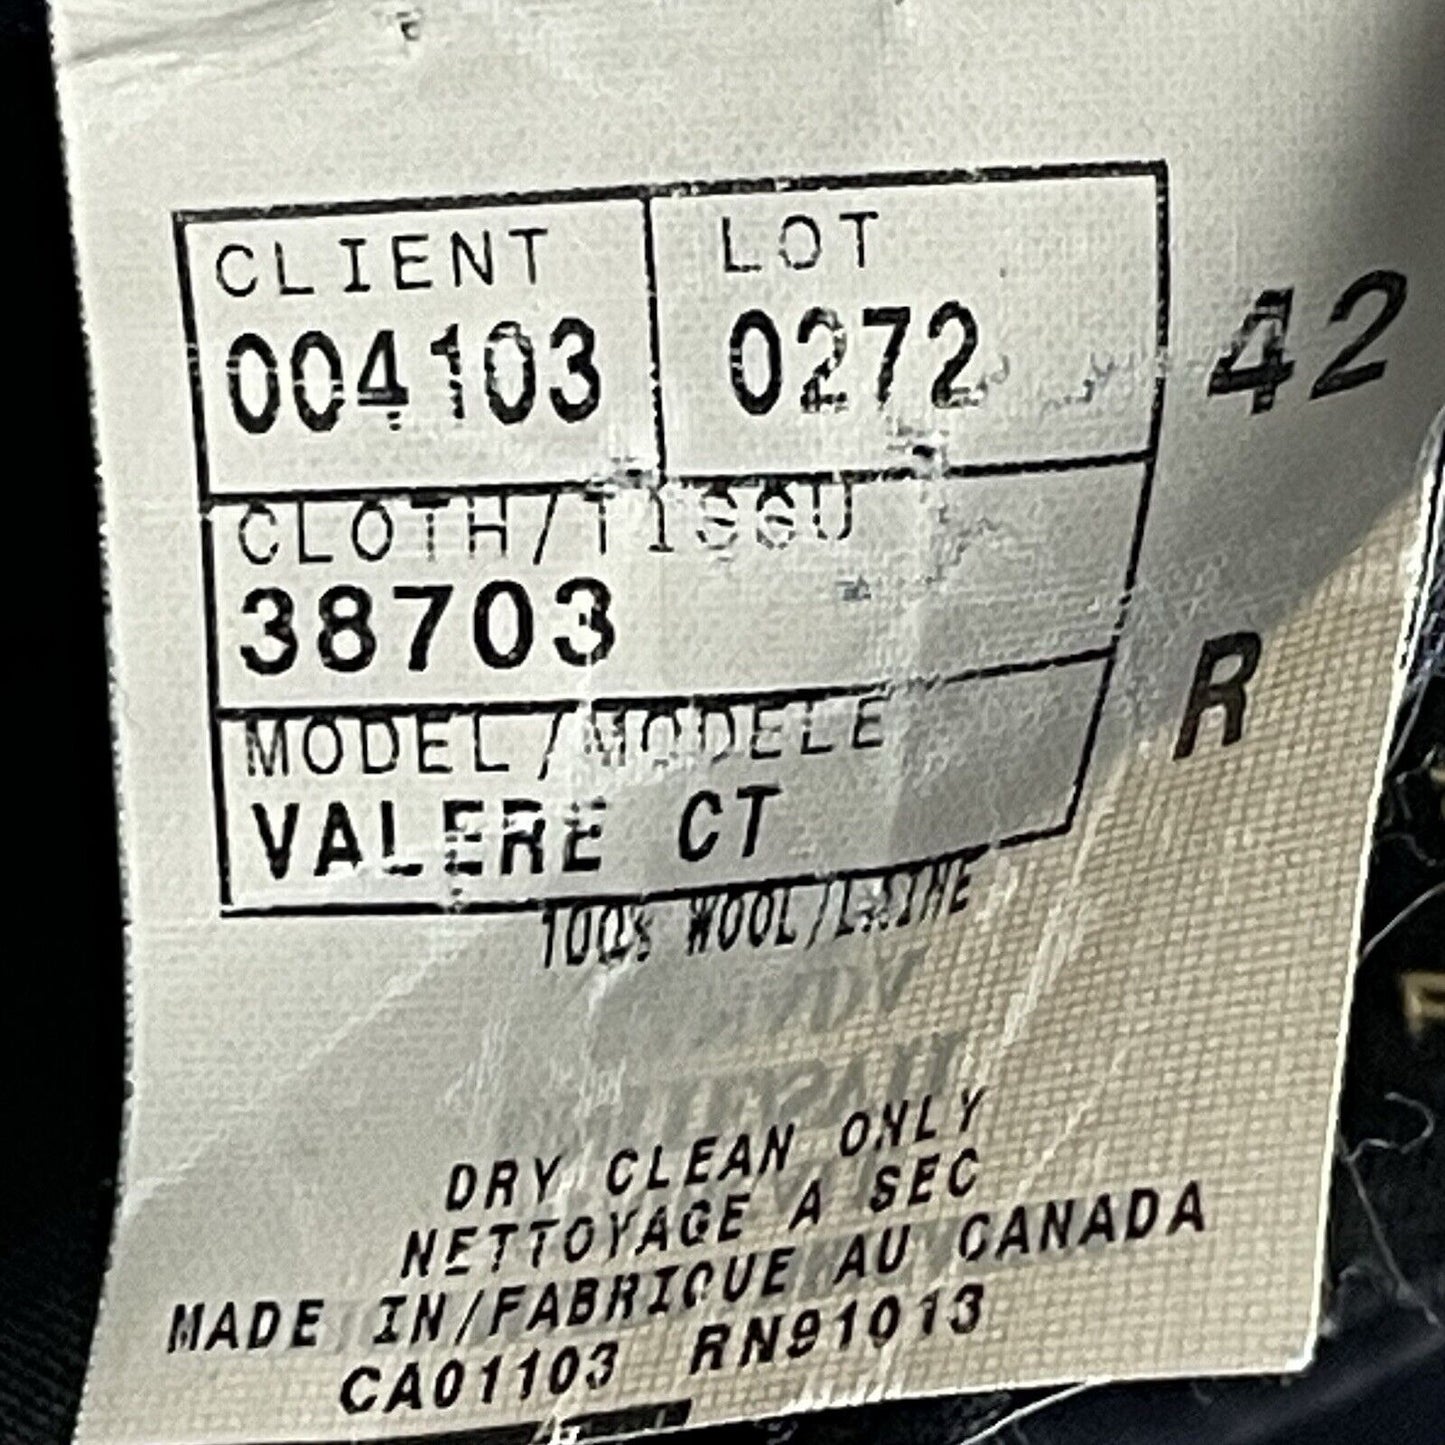 CLIENT LOT
004103 0272 42
CLOTH/TISSU
38703
R
MODEL/MODELE
VALERE CT
100% WOOL/LAINE
DRY CLEAN ONLY
NETTOYAGE A SEC
MADE IN/FABRIQUE AU CANADA
CA01103 RN91013